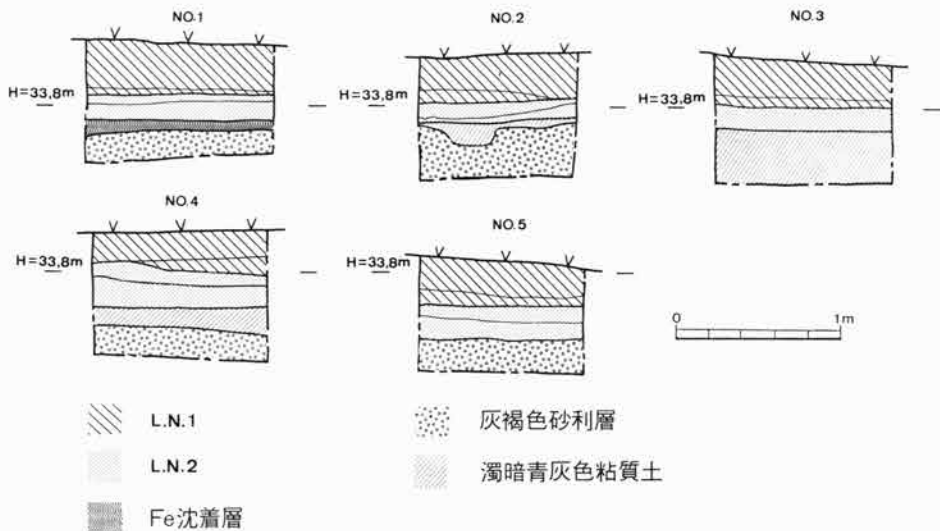 NO.1
NO.2
NO.3
H=33,8m
H=33,8m
H=33,8m
NO.4
NO.5
H=33,8m
H=33,8m
0 1m
L.N.1
灰褐色砂利層
L.N.2
濁暗青灰色粘質土
Fe沈着層